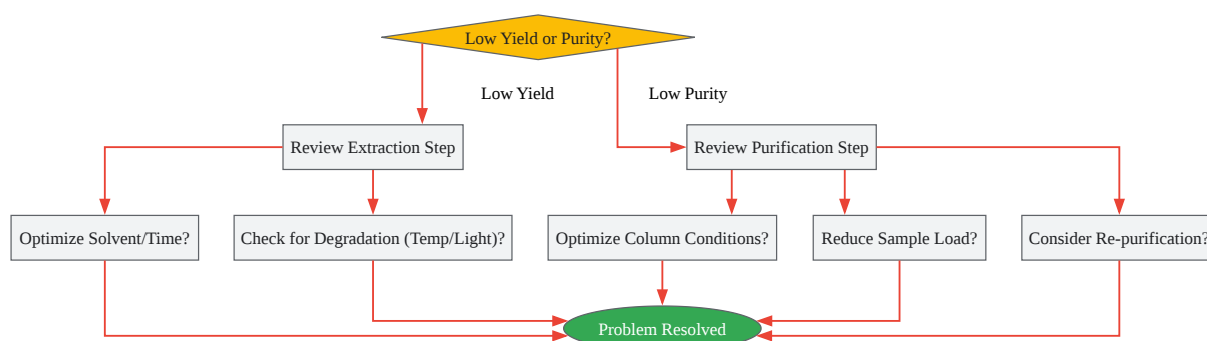 Low Yield or Purity?
Low Yield
Low Purity
Review Extraction Step
Review Purification Step
Optimize Solvent/Time?
Check for Degradation (Temp/Light)?
Optimize Column Conditions?
Reduce Sample Load?
Consider Re-purification?
Problem Resolved